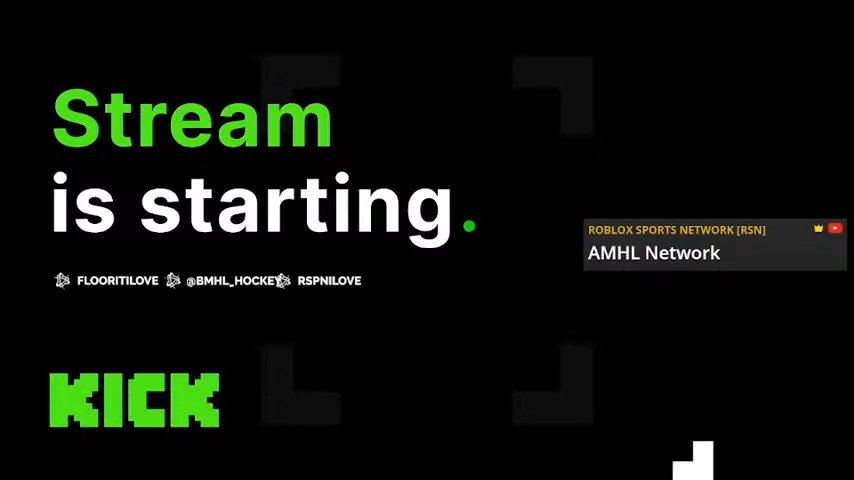 Stream
is starting.
FLOORITILOVE @BMHL_HOCKEY RSPNILOVE
ROBLOX SPORTS NETWORK [RSN]
AMHL Network
KICK